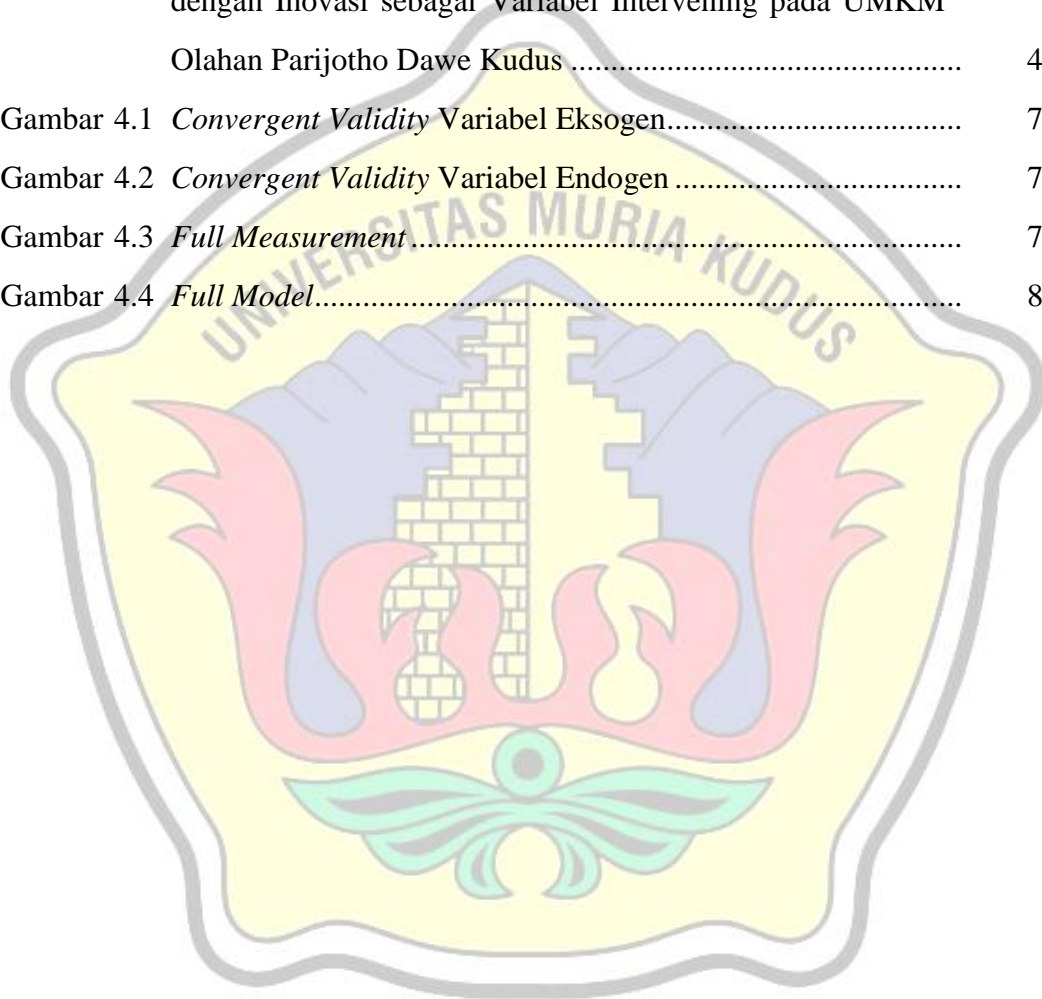 dengan Inovasi sebagai Variabel Intervening pada UMKM
Olahan Parijotho Dawe Kudus ................................................ 4
Gambar 4.1 Convergent Validity Variabel Eksogen.................................... 7
Gambar 4.2 Convergent Validity Variabel Endogen ................................... 7
Gambar 4.3 Full Measurement .................................................................... 7
Gambar 4.4 Full Model................................................................................ 8
UNIVERSITAS MURIA KUDUS